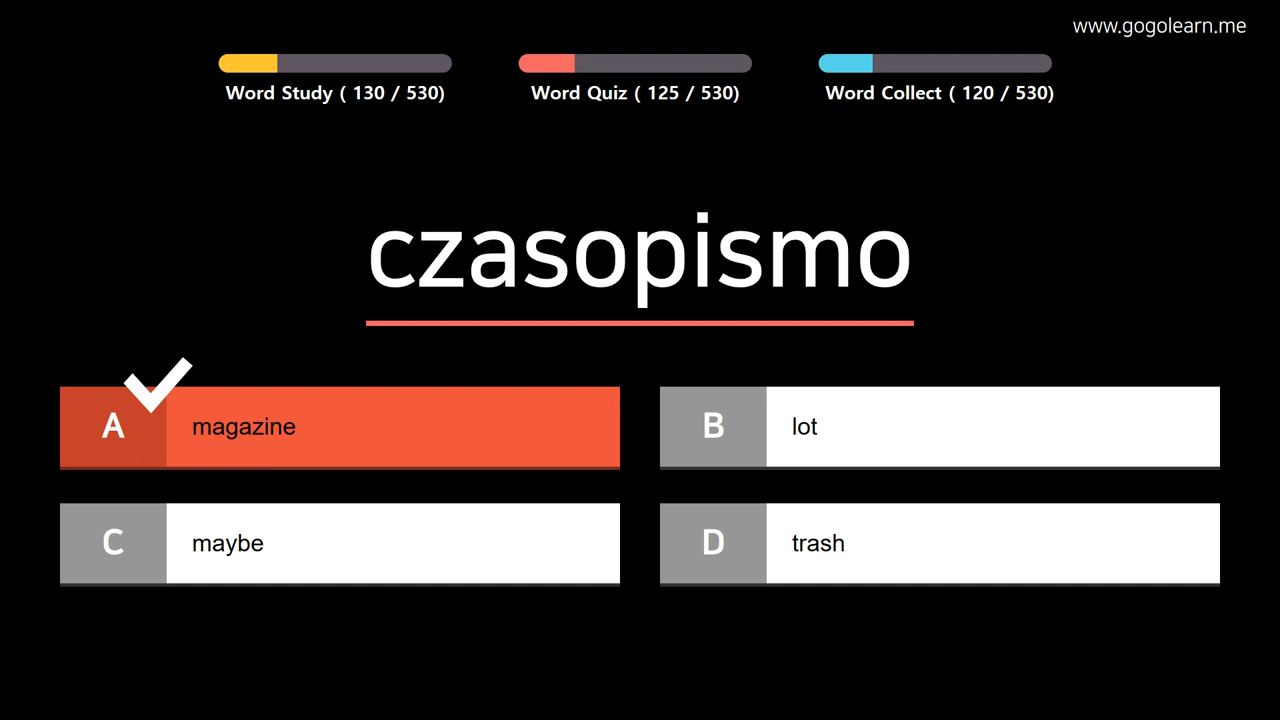 www.gogolearn.me
Word Study ( 130 / 530)
Word Quiz ( 125 / 530)
Word Collect ( 120 / 530)
czasopismo
A magazine
B lot
C maybe
D trash